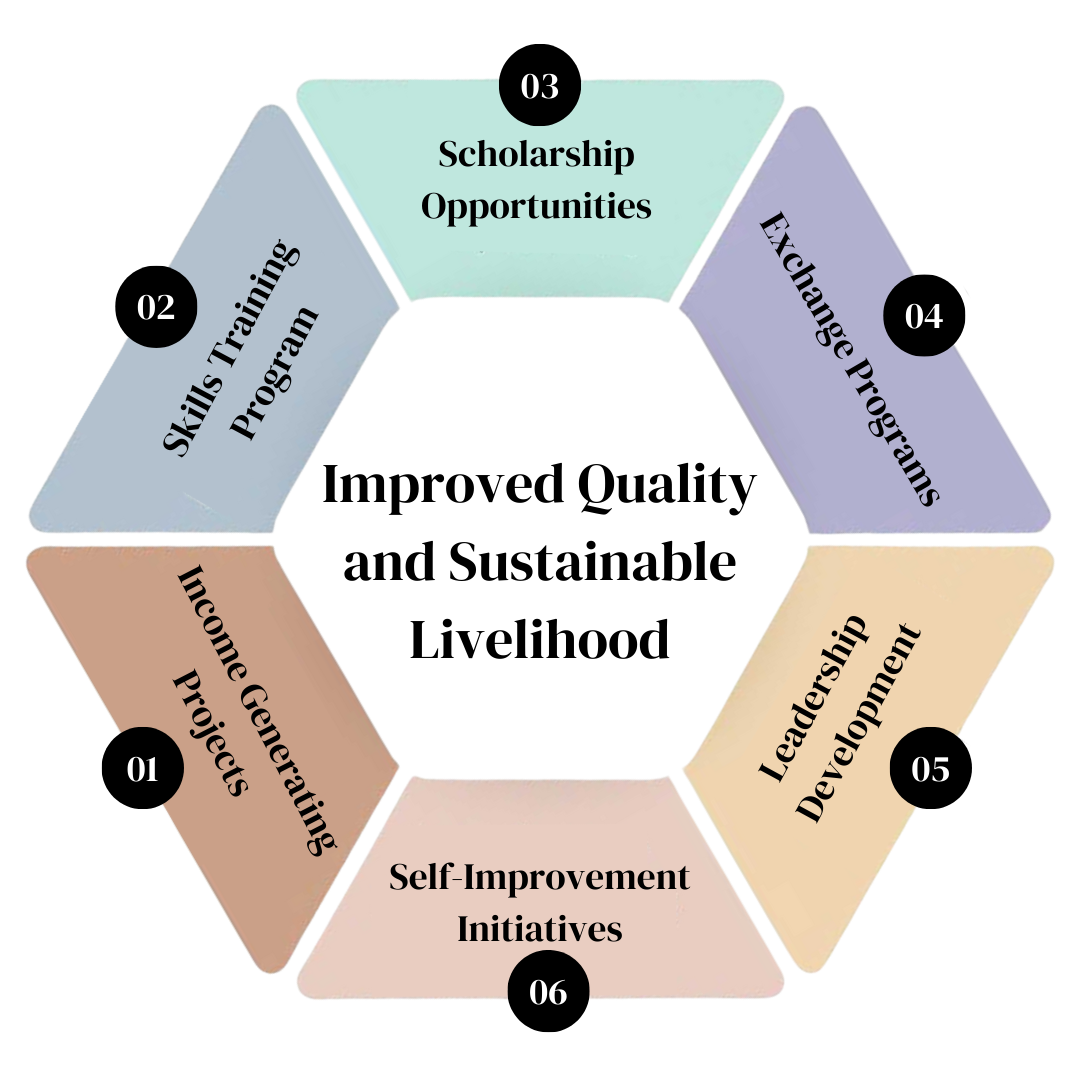 03
Scholarship
Opportunities
02
Skills Training
Program
04
Exchange Programs
Improved Quality
and Sustainable
Livelihood
01
Income Generating
Projects
05
Leadership
Development
Self-Improvement
Initiatives
06